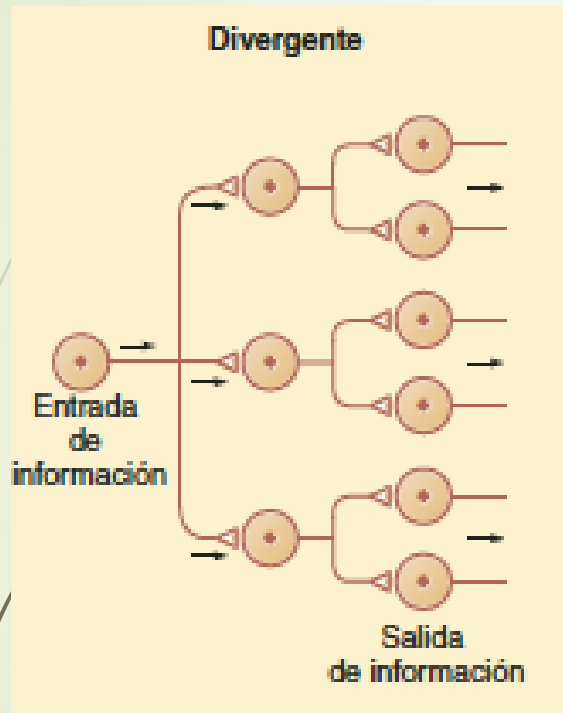 Divergente
Entrada
de
información
Salida
de información